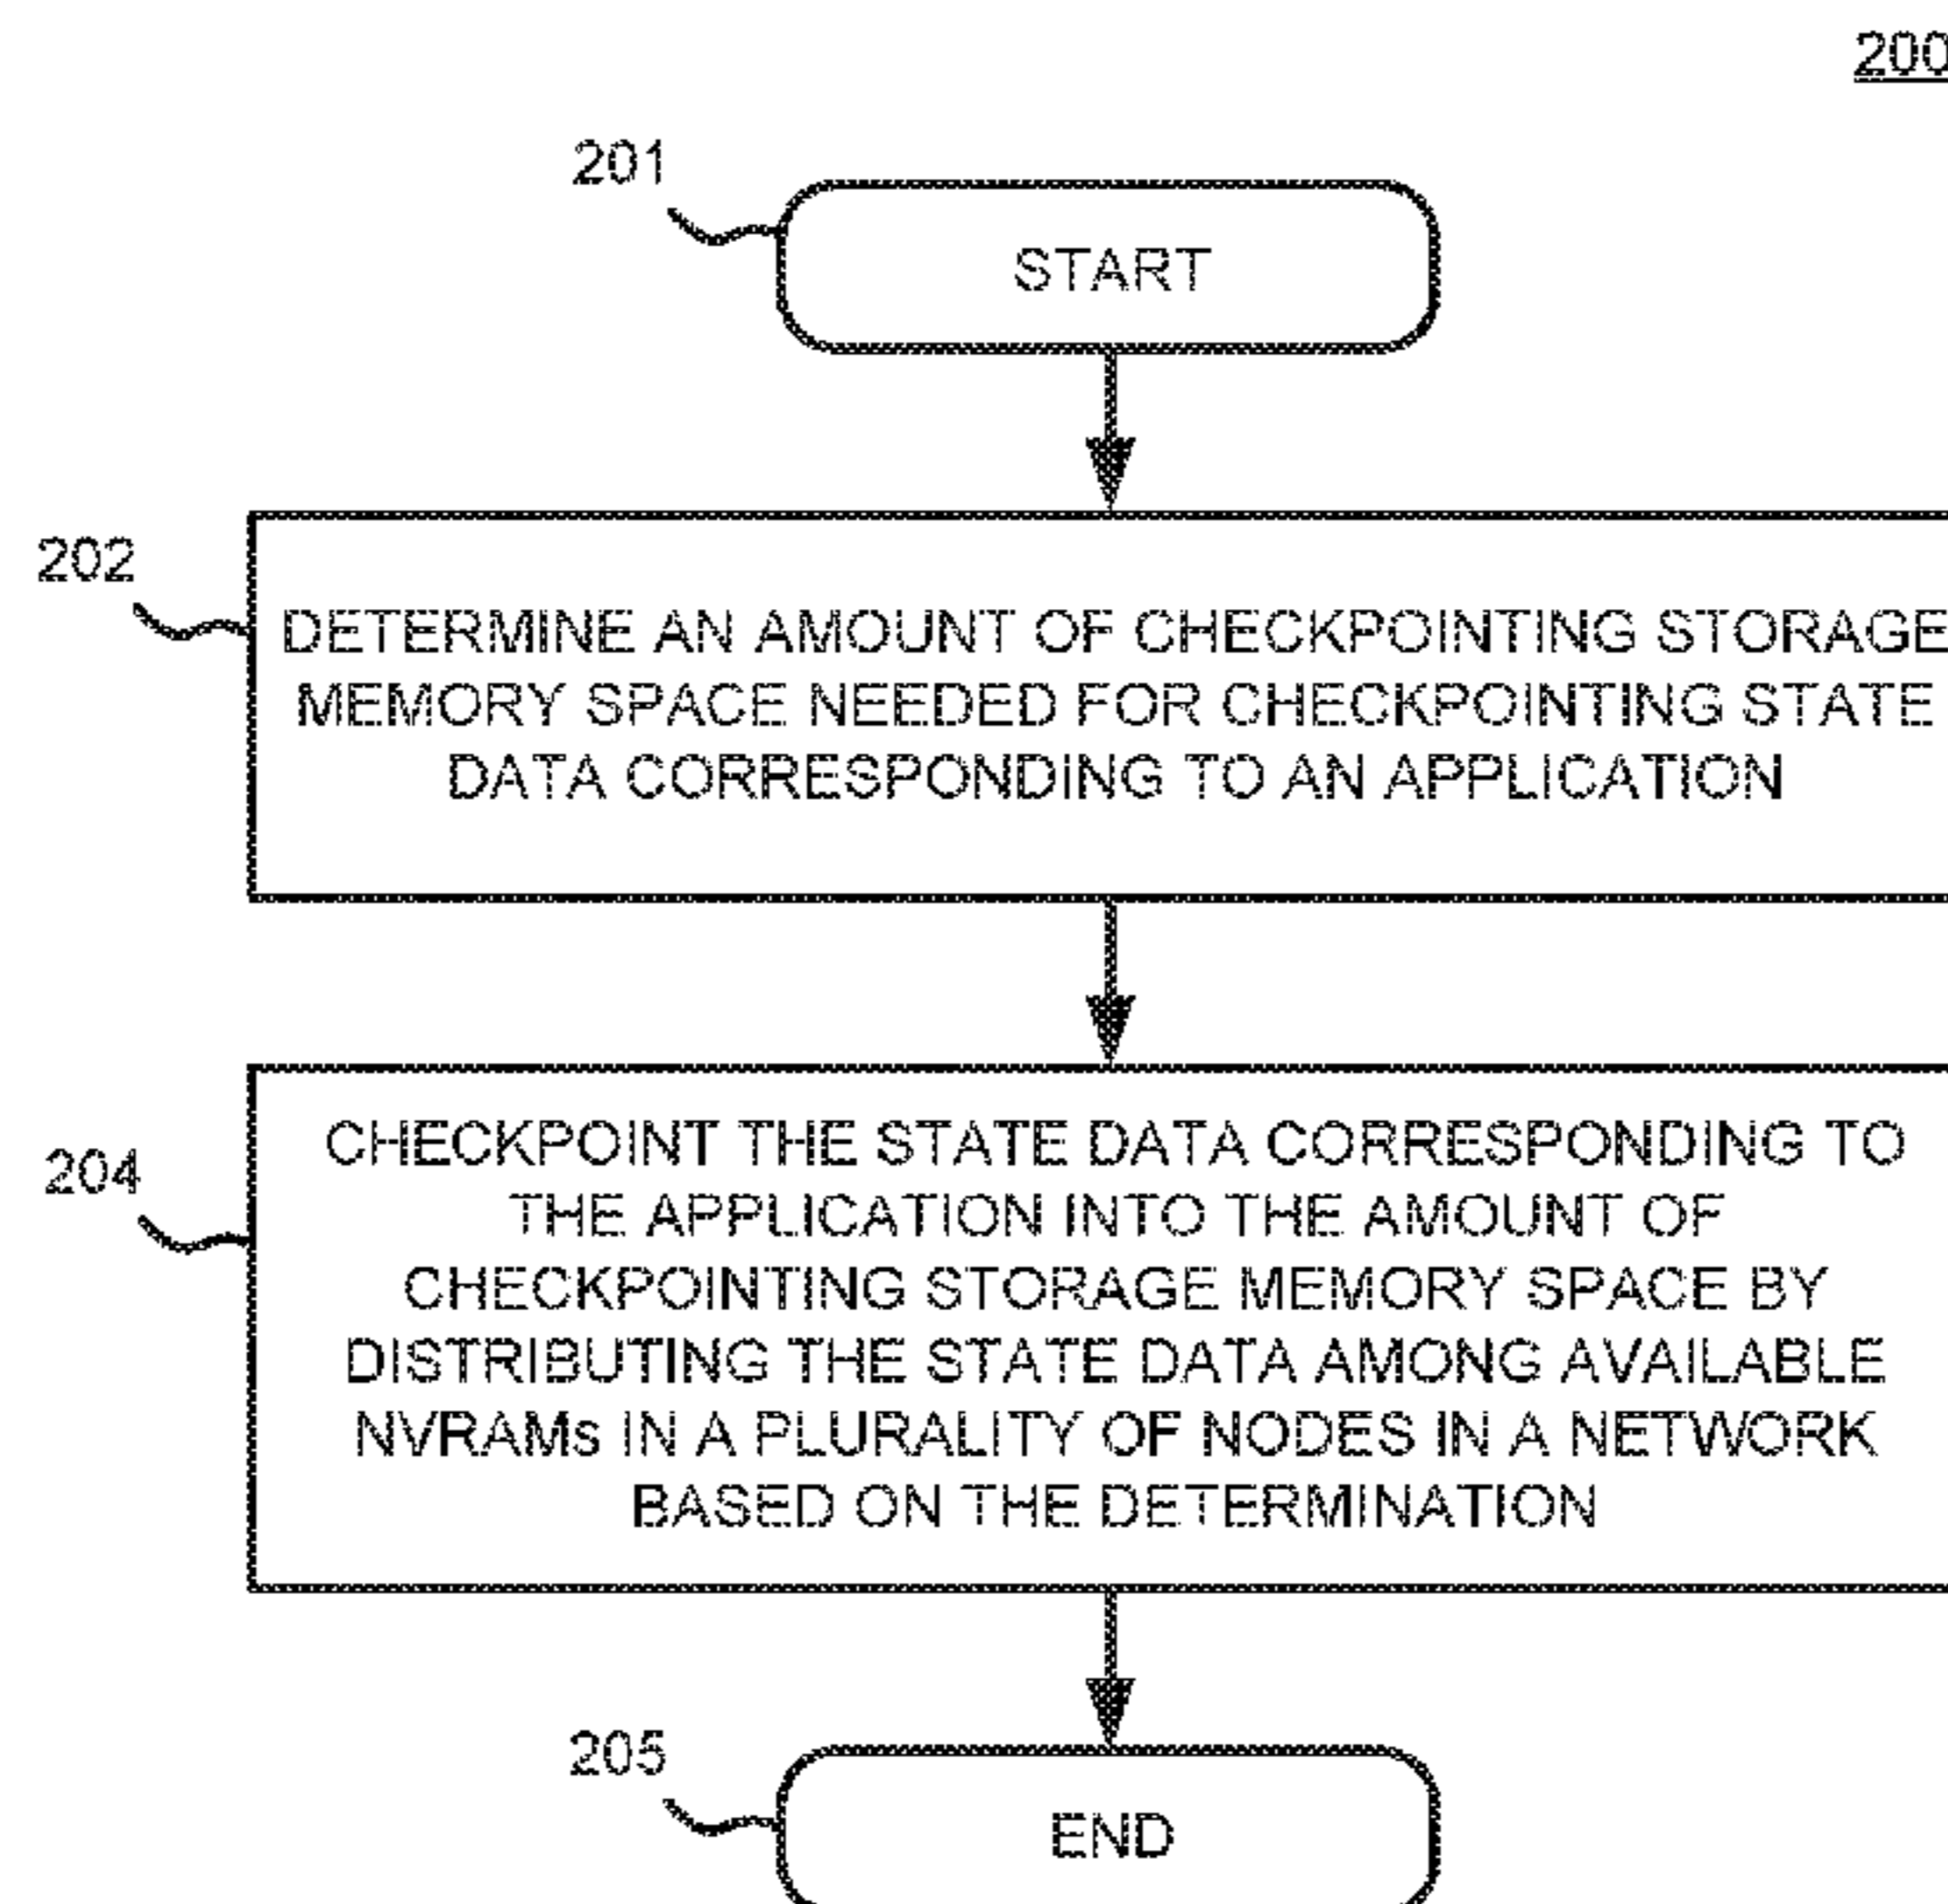 200
201
START
202
DETERMINE AN AMOUNT OF CHECKPOINTING STORAGE
MEMORY SPACE NEEDED FOR CHECKPOINTING STATE
DATA CORRESPONDING TO AN APPLICATION
204
CHECKPOINT THE STATE DATA CORRESPONDING TO
THE APPLICATION INTO THE AMOUNT OF
CHECKPOINTING STORAGE MEMORY SPACE BY
DISTRIBUTING THE STATE DATA AMONG AVAILABLE
NVRAMs IN A PLURALITY OF NODES IN A NETWORK
BASED ON THE DETERMINATION
205
END